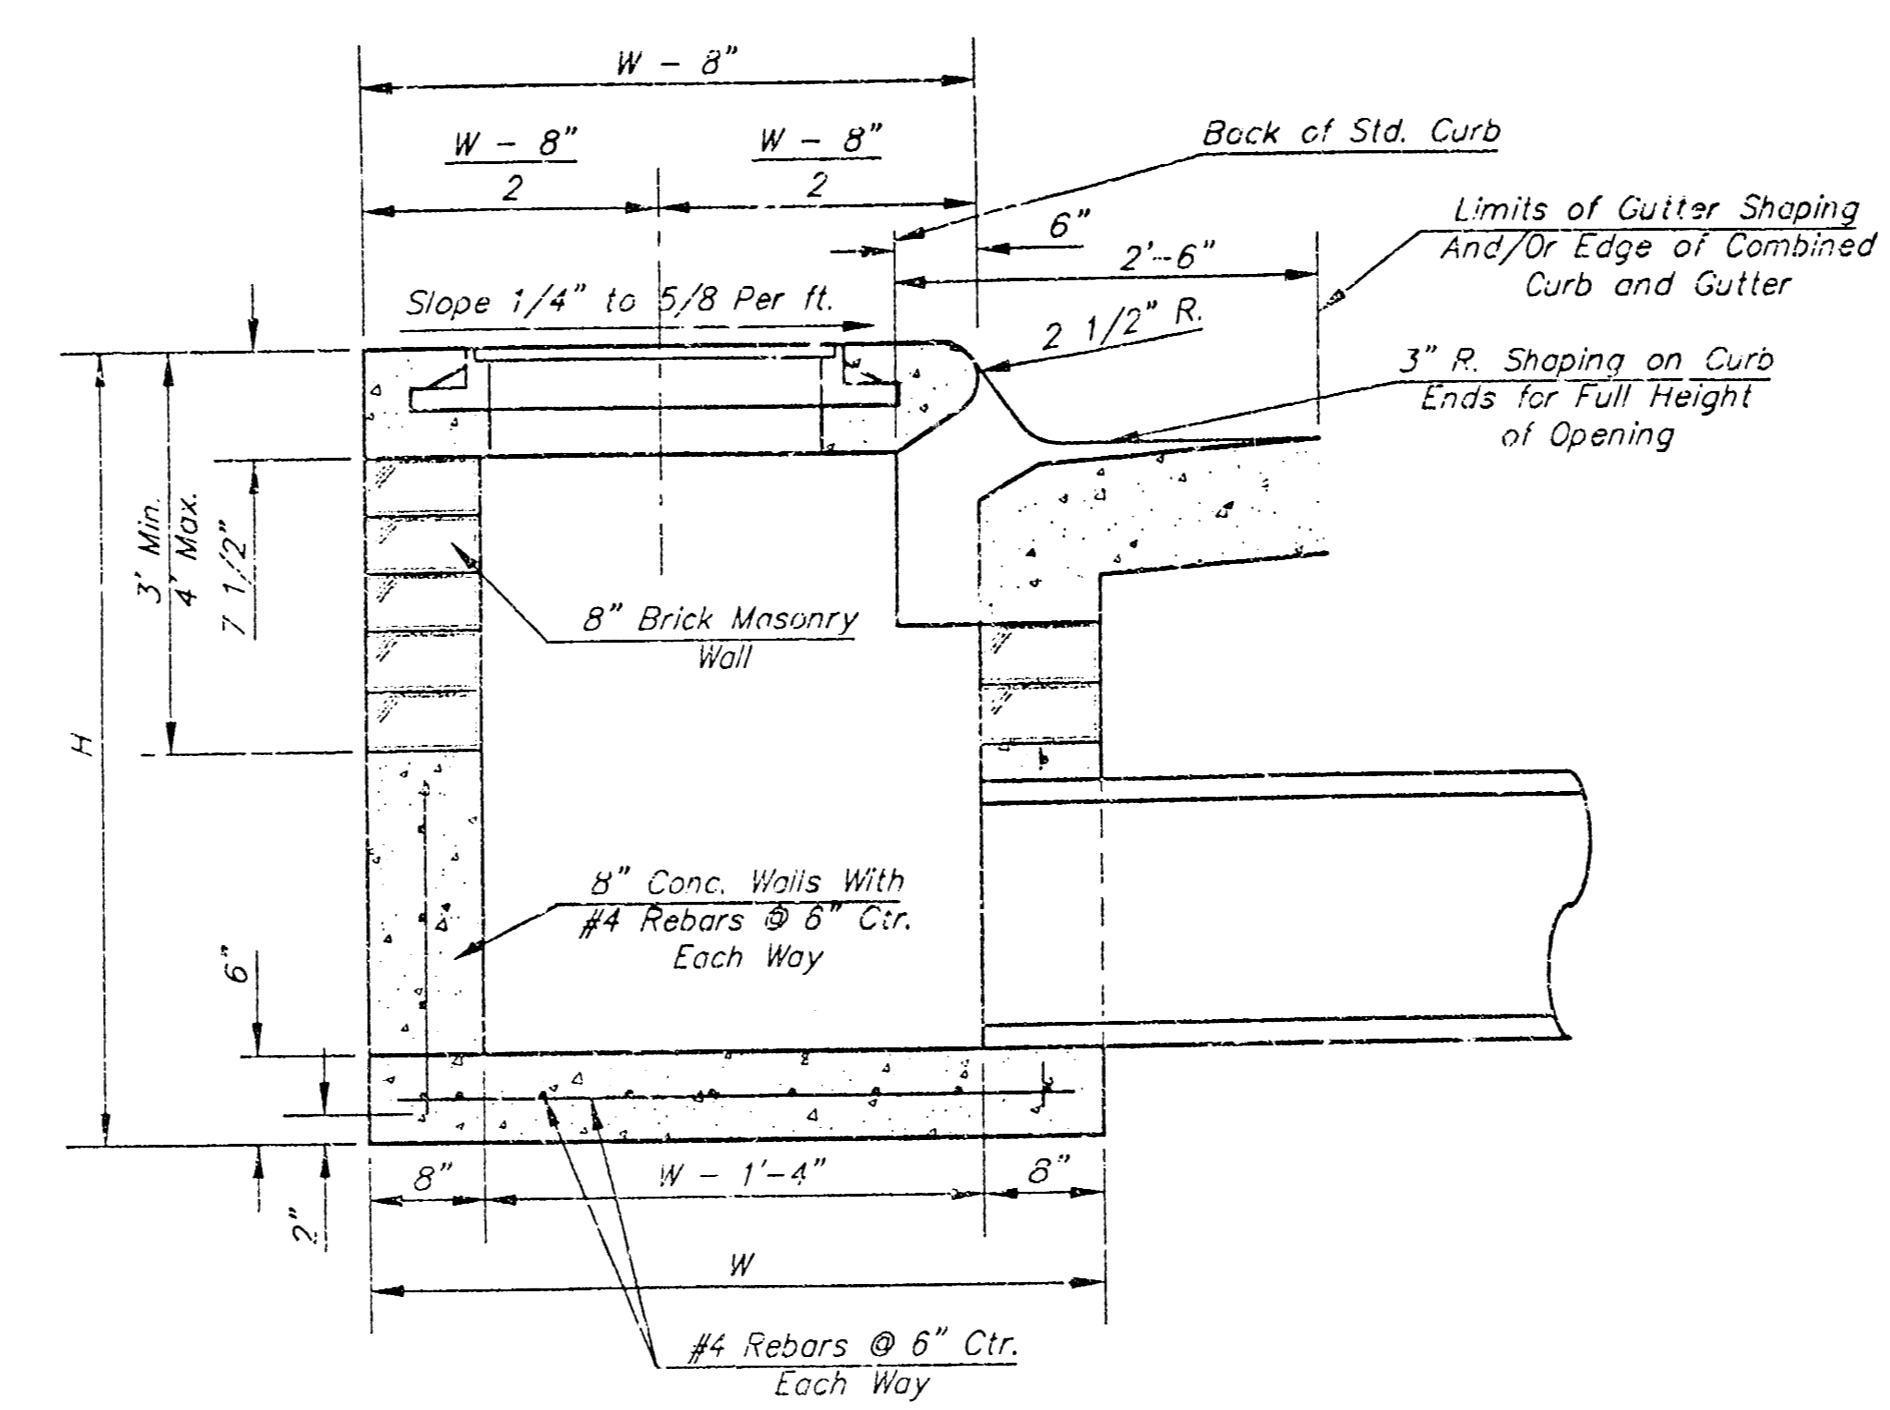 W - 8"
W - 8"
2
W - 8"
2
Back of Std. Curb
6"
2'-6"
Limits of Gutter Shaping
And/Or Edge of Combined
Curb and Gutter
Slope 1/4" to 5/8 Per ft.
2 1/2" R.
3" R. Shaping on Curb
Ends for Full Height
of Opening
3' Min.
4' Max.
7 1/2"
8" Brick Masonry
Wall
H
8" Conc. Walls With
#4 Rebars @ 6" Ctr.
Each Way
6"
2"
8"
W - 1'-4"
8"
W
#4 Rebars @ 6" Ctr.
Each Way